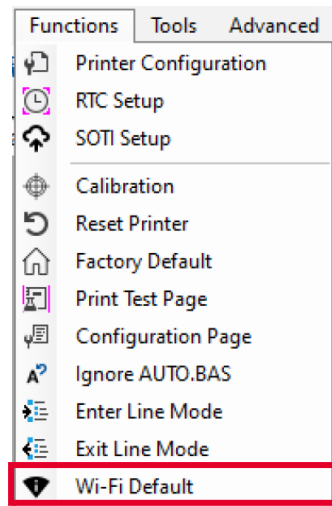 Functions Tools Advanced
Printer Configuration
RTC Setup
SOTI Setup
Calibration
Reset Printer
Factory Default
Print Test Page
Configuration Page
Ignore AUTO.BAS
Enter Line Mode
Exit Line Mode
Wi-Fi Default